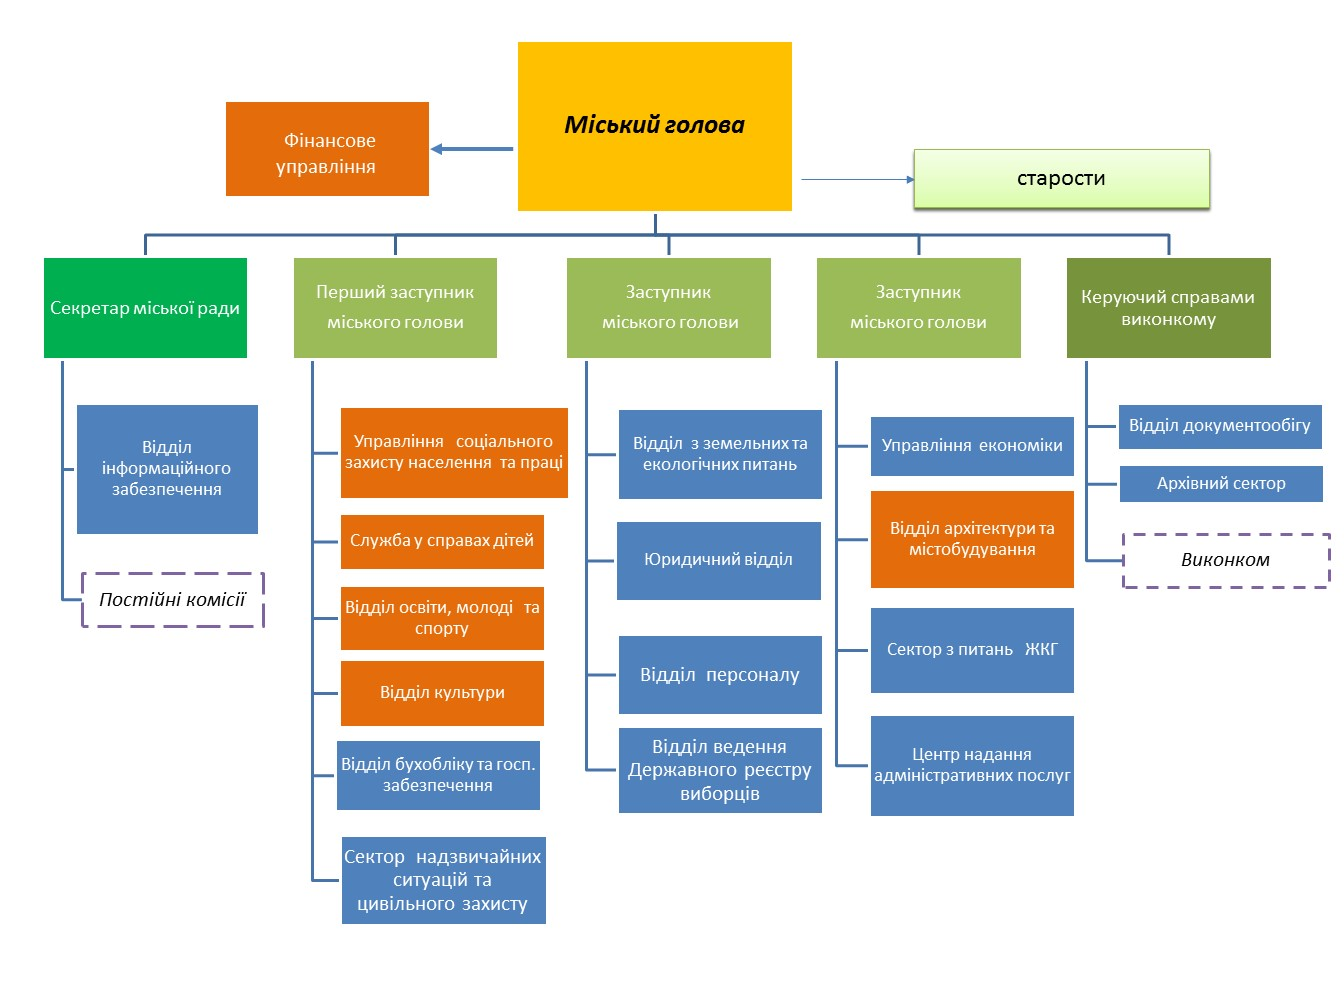 Міський голова
Фінансове
управління
старости
Секретар міської ради
Перший заступник
міського голови
Заступник
міського голови
Заступник
міського голови
Керуючий справами
виконкому
Відділ
інформаційного
забезпечення
Постійні комісії
Управління соціального
захисту населення та праці
Служба у справах дітей
Відділ освіти, молоді та
спорту
Відділ культури
Відділ бухобліку та госп.
забезпечення
Сектор надзвичайних
ситуацій та
цивільного захисту
Відділ з земельних та
екологічних питань
Юридичний відділ
Відділ персоналу
Відділ ведення
Державного реєстру
виборців
Управління економіки
Відділ архітектури та
містобудування
Сектор з питань ЖКГ
Центр надання
адміністративних послуг
Відділ документообігу
Архівний сектор
Виконком